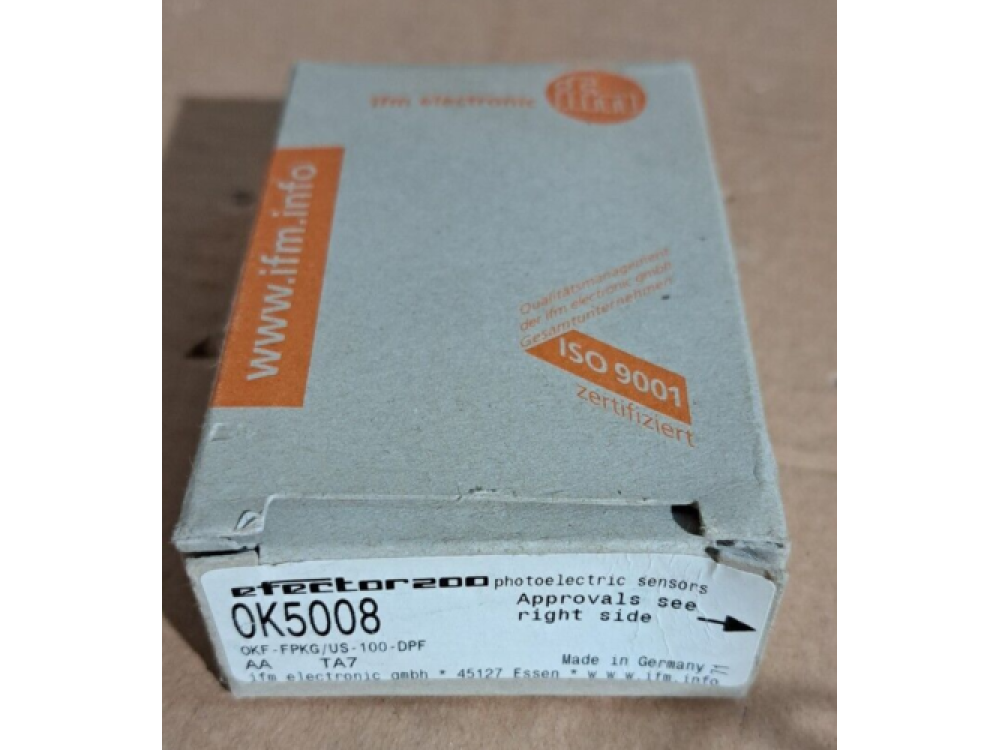 ifm electronic
ifm
www.ifm.info
Qualitätsmanagement
der ifm electronic gmbh
Gesamtunternehmen
ISO 9001
zertifiziert
efector200 photoelectric sensors
OK5008
Approvals see
right side
OKF-FPKG/US-100-DPF
AA TA7
Made in Germany
ifm electronic gmbh * 45127 Essen * www.ifm.info